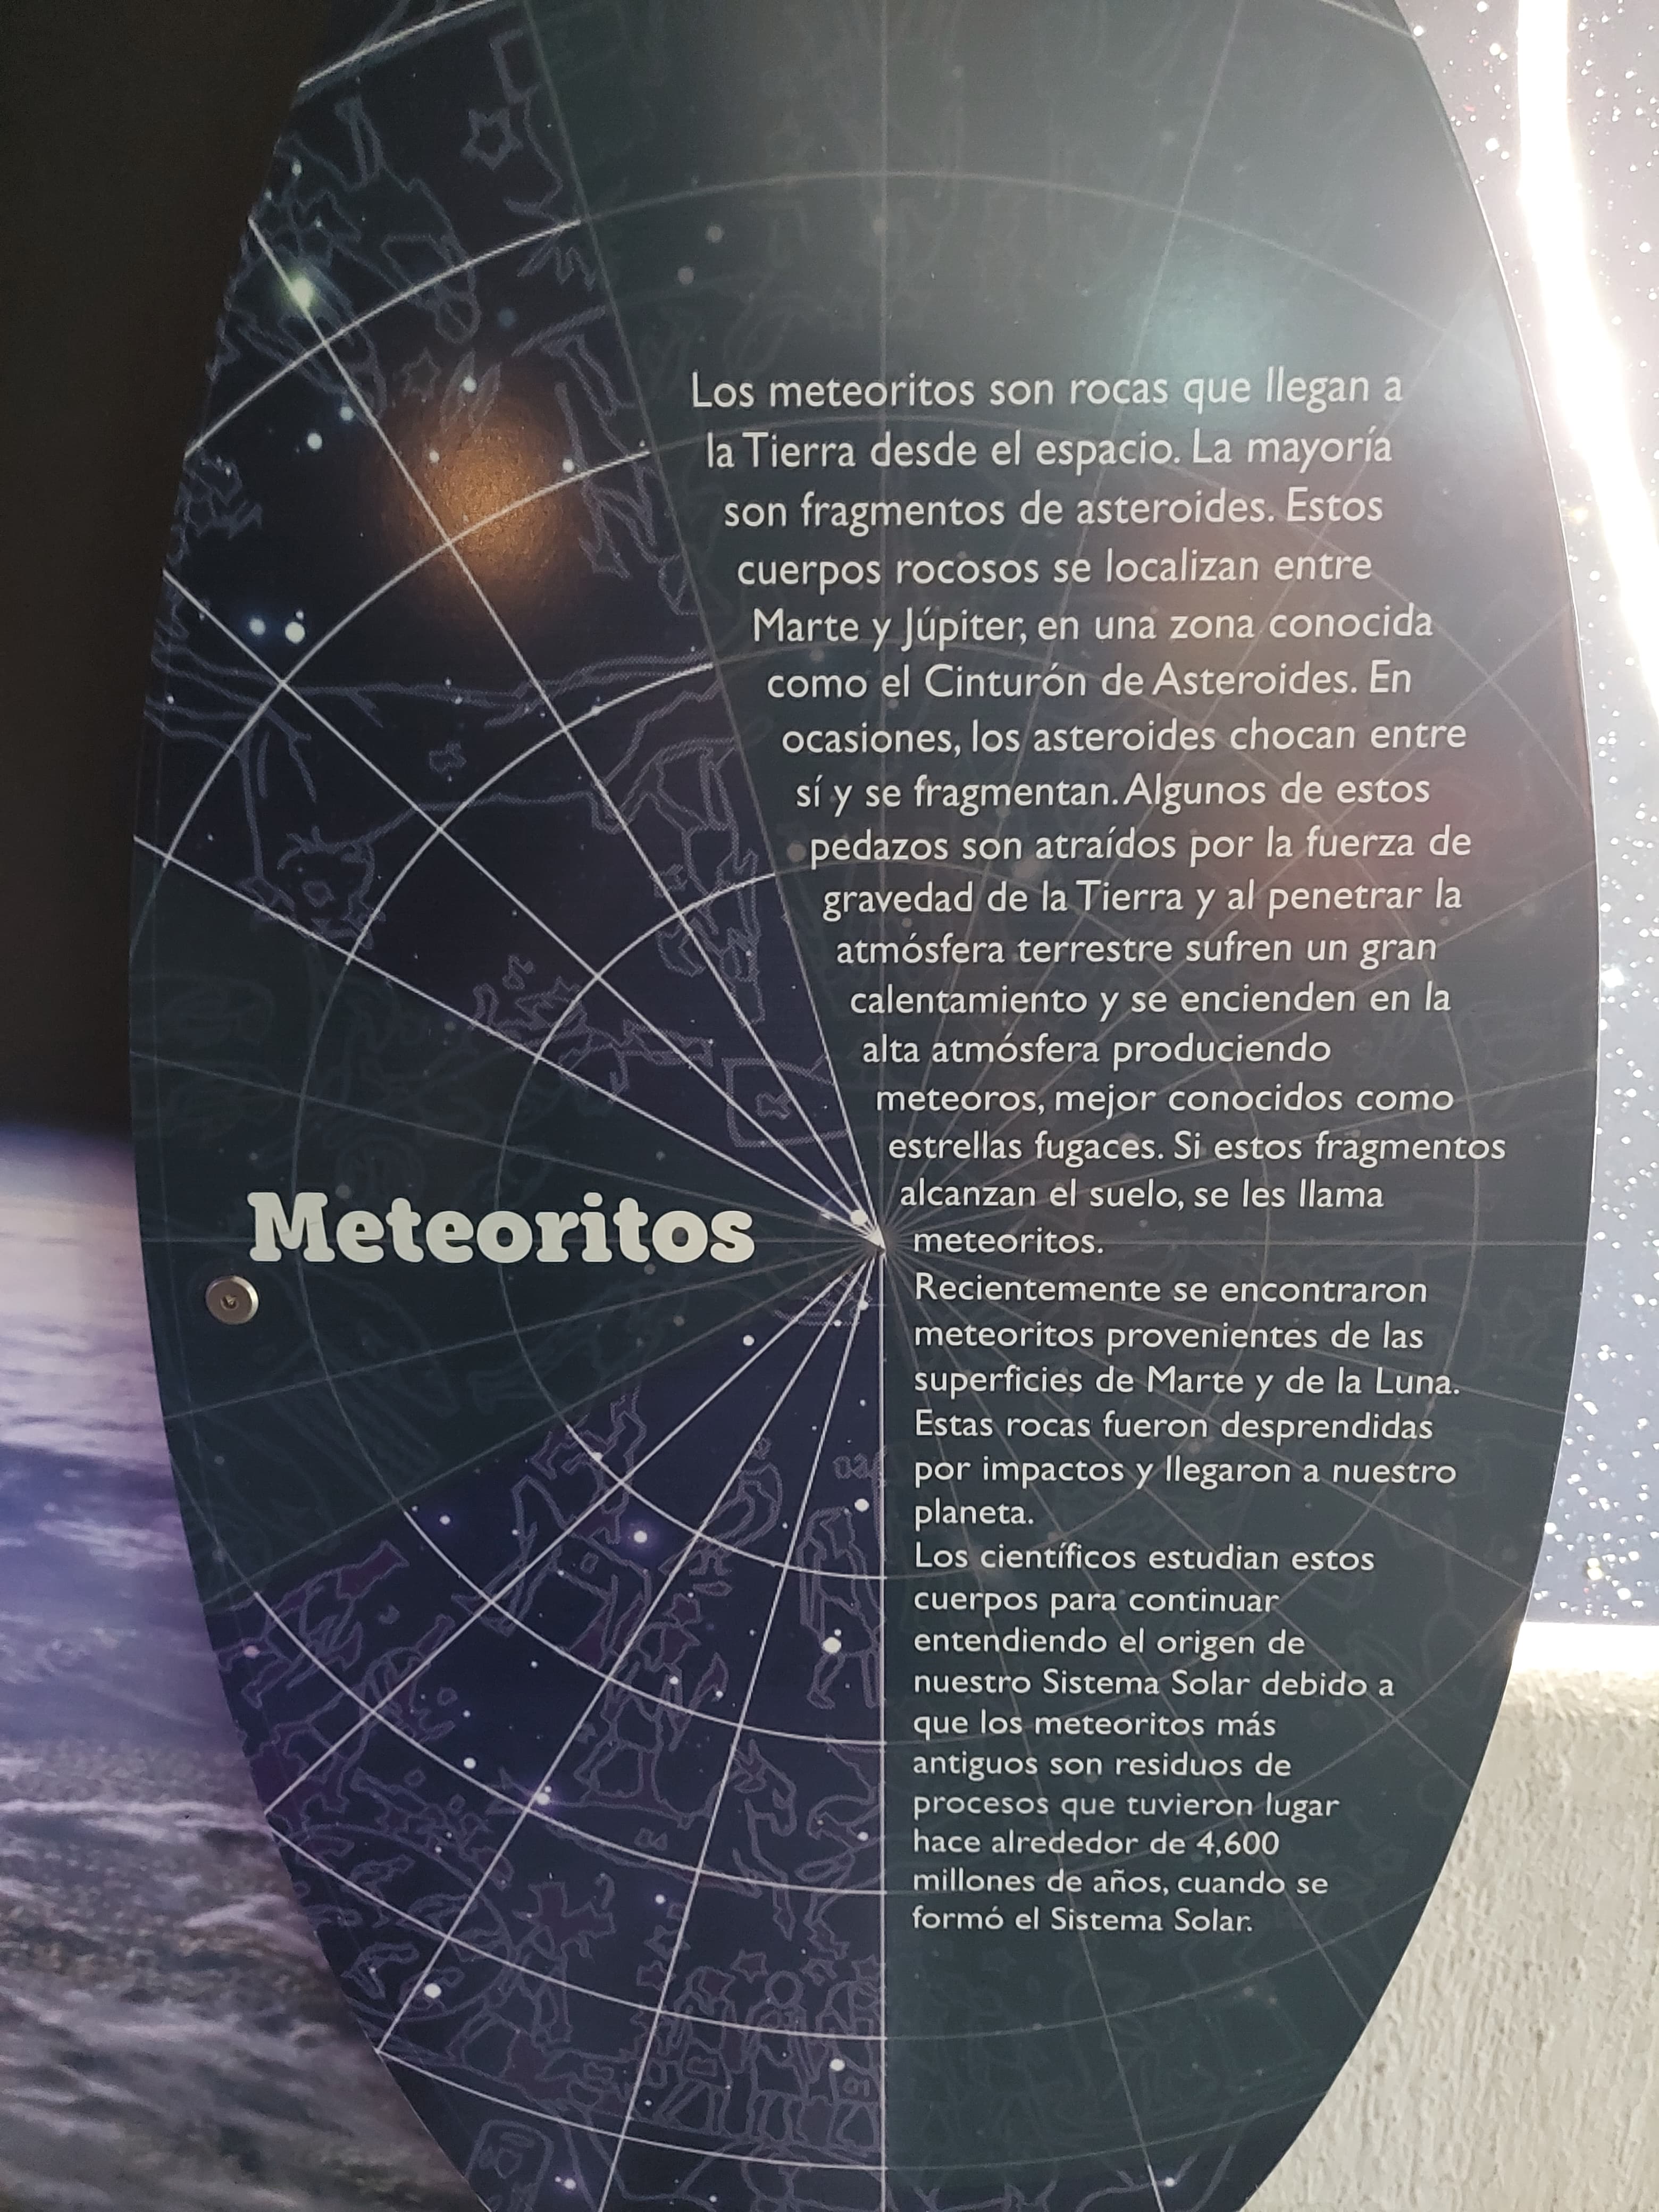 Meteoritos
Los meteoritos son rocas que llegan a
la Tierra desde el espacio. La mayoría
son fragmentos de asteroides. Estos
cuerpos rocosos se localizan entre
Marte y Júpiter, en una zona conocida
como el Cinturón de Asteroides. En
ocasiones, los asteroides chocan entre
sí y se fragmentan. Algunos de estos
pedazos son atraídos por la fuerza de
gravedad de la Tierra y al penetrar la
atmósfera terrestre sufren un gran
calentamiento y se encienden en la
alta atmósfera produciendo
meteoros, mejor conocidos como
estrellas fugaces. Si estos fragmentos
alcanzan el suelo, se les llama
meteoritos.
Recientemente se encontraron
meteoritos provenientes de las
superficies de Marte y de la Luna.
Estas rocas fueron desprendidas
por impactos y llegaron a nuestro
planeta.
Los científicos estudian estos
cuerpos para continuar
entendiendo el origen de
nuestro Sistema Solar debido a
que los meteoritos más
antiguos son residuos de
procesos que tuvieron lugar
hace alrededor de 4,600
millones de años, cuando se
formó el Sistema Solar.